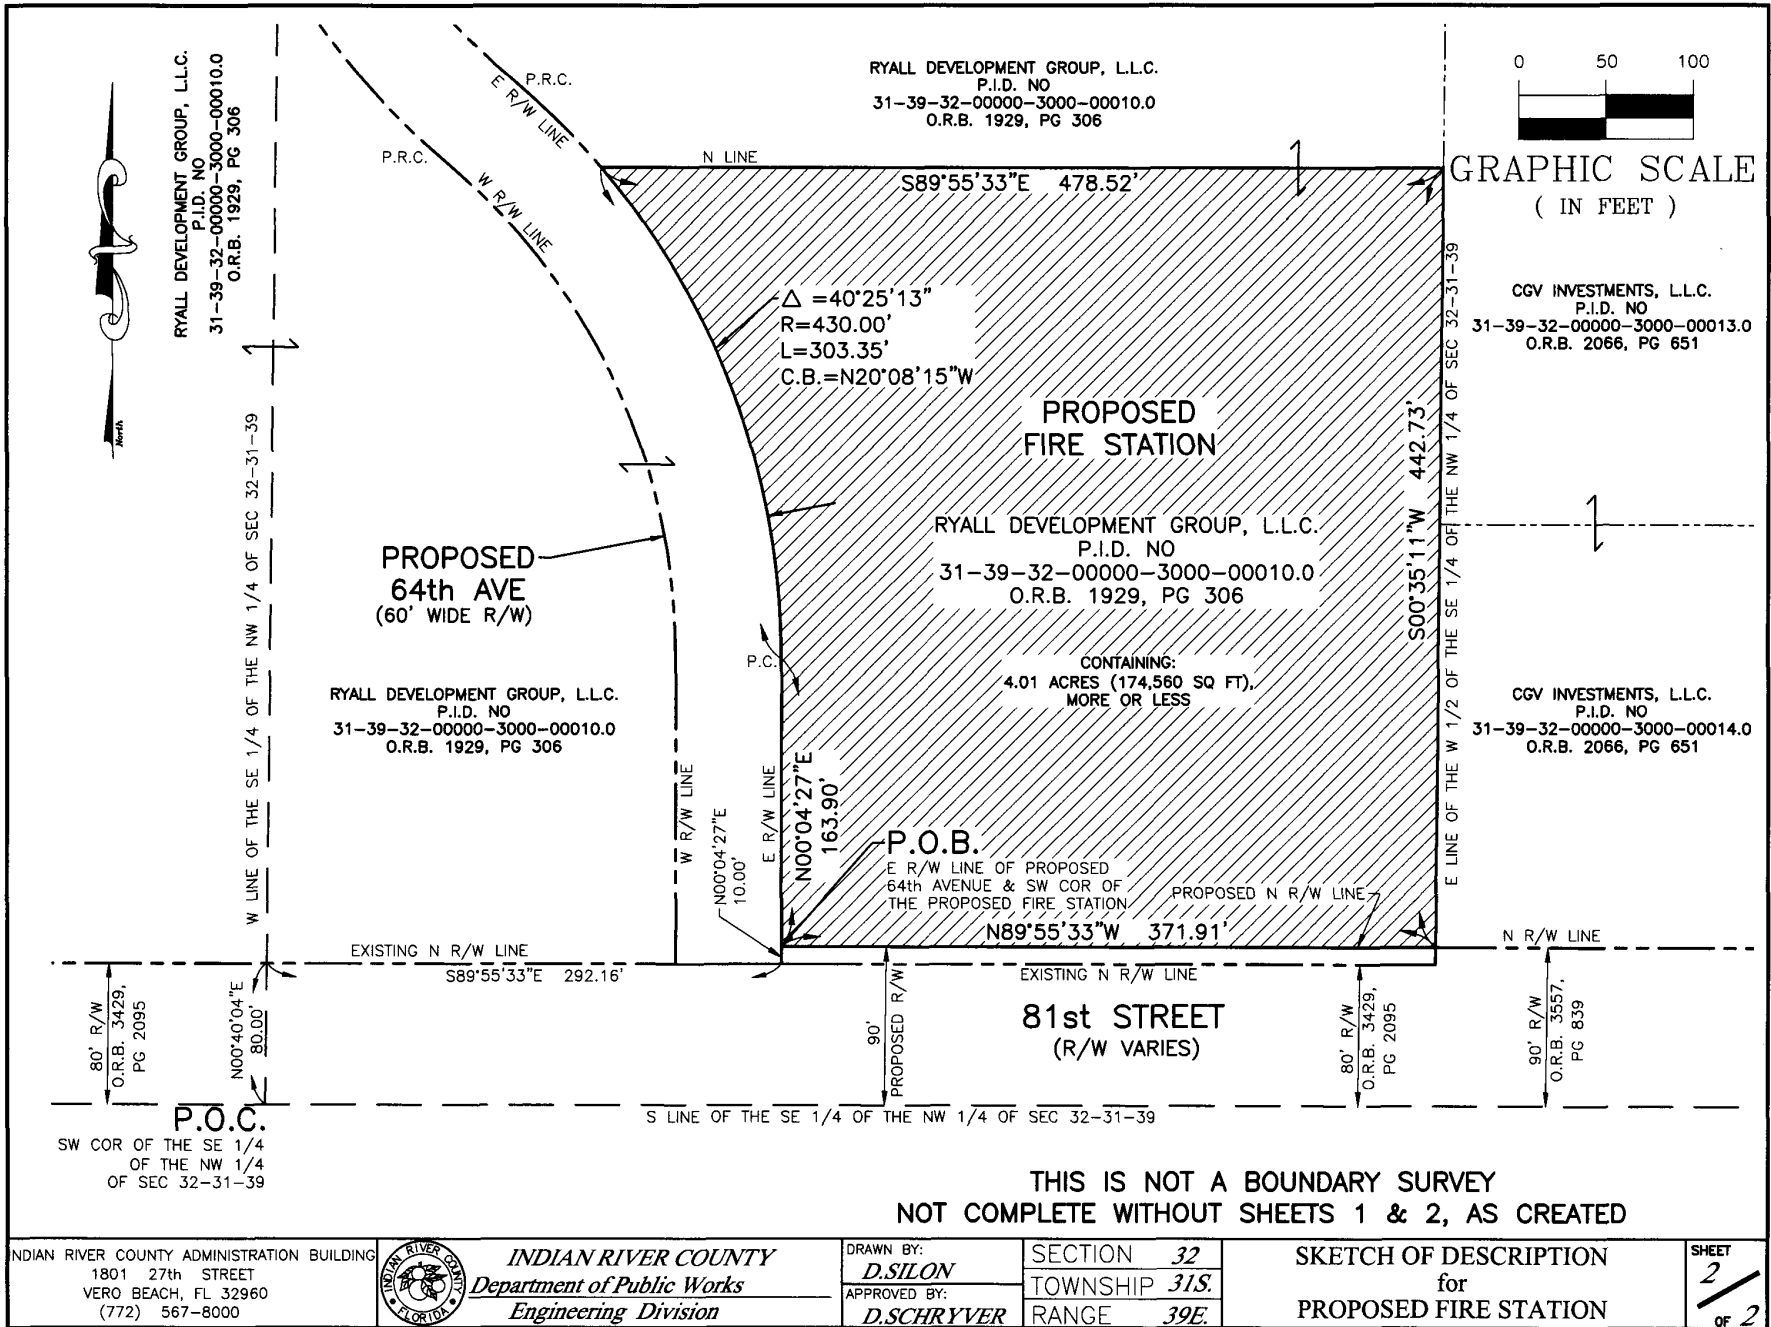 RYALL DEVELOPMENT GROUP, L.L.C.
P.I.D. NO
31-39-32-00000-3000-00010.0
O.R.B. 1929, PG 306
North
P.R.C.
E R/W LINE
P.R.C.
W R/W LINE
RYALL DEVELOPMENT GROUP, L.L.C.
P.I.D. NO
31-39-32-00000-3000-00010.0
O.R.B. 1929, PG 306
0 50 100
GRAPHIC SCALE
( IN FEET )
N LINE
S89°55'33"E 478.52'
△ =40°25'13"
R=430.00'
L=303.35'
C.B.=N20°08'15"W
PROPOSED
FIRE STATION
RYALL DEVELOPMENT GROUP, L.L.C.
P.I.D. NO
31-39-32-00000-3000-00010.0
O.R.B. 1929, PG 306
CONTAINING:
4.01 ACRES (174,560 SQ FT),
MORE OR LESS
S00°35'11"W 442.73'
E LINE OF THE W 1/2 OF THE SE 1/4 OF THE NW 1/4 OF SEC 32-31-39
CGV INVESTMENTS, L.L.C.
P.I.D. NO
31-39-32-00000-3000-00013.0
O.R.B. 2066, PG 651
CGV INVESTMENTS, L.L.C.
P.I.D. NO
31-39-32-00000-3000-00014.0
O.R.B. 2066, PG 651
W LINE OF THE SE 1/4 OF THE NW 1/4 OF SEC 32-31-39
PROPOSED
64th AVE
(60' WIDE R/W)
RYALL DEVELOPMENT GROUP, L.L.C.
P.I.D. NO
31-39-32-00000-3000-00010.0
O.R.B. 1929, PG 306
P.C.
W R/W LINE
N00°04'27"E
10.00'
E R/W LINE
N00°04'27"E
163.90'
P.O.B.
E R/W LINE OF PROPOSED
64th AVENUE & SW COR OF
THE PROPOSED FIRE STATION
PROPOSED N R/W LINE
N89°55'33"W 371.91'
EXISTING N R/W LINE
S89°55'33"E 292.16'
EXISTING N R/W LINE
N R/W LINE
80' R/W
O.R.B. 3429,
PG 2095
N00°40'04"E
80.00'
90'
PROPOSED R/W
81st STREET
(R/W VARIES)
80' R/W
O.R.B. 3429,
PG 2095
90' R/W
O.R.B. 3557,
PG 839
P.O.C.
SW COR OF THE SE 1/4
OF THE NW 1/4
OF SEC 32-31-39
S LINE OF THE SE 1/4 OF THE NW 1/4 OF SEC 32-31-39
THIS IS NOT A BOUNDARY SURVEY
NOT COMPLETE WITHOUT SHEETS 1 & 2, AS CREATED
INDIAN RIVER COUNTY ADMINISTRATION BUILDING
1801 27th STREET
VERO BEACH, FL 32960
(772) 567-8000
INDIAN RIVER COUNTY
FLORIDA
INDIAN RIVER COUNTY
Department of Public Works
Engineering Division
DRAWN BY:
D.SILON
APPROVED BY:
D.SCHRYVER
SECTION 32
TOWNSHIP 31S.
RANGE 39E.
SKETCH OF DESCRIPTION
for
PROPOSED FIRE STATION
SHEET
2
OF 2